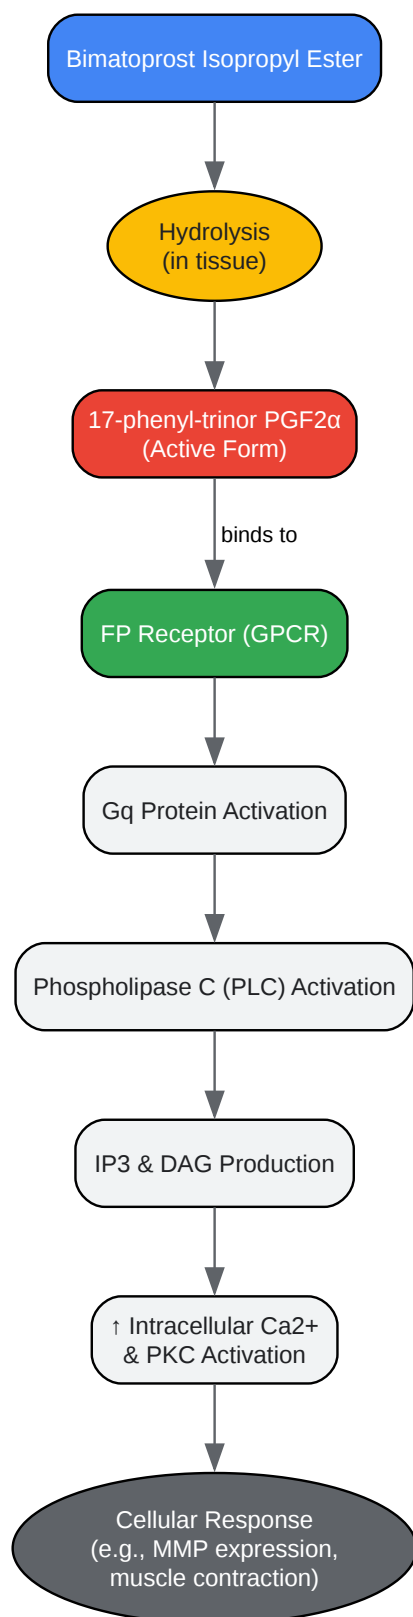 Bimatoprost Isopropyl Ester
Hydrolysis
(in tissue)
17-phenyl-trinor PGF2α
(Active Form)
binds to
FP Receptor (GPCR)
Gq Protein Activation
Phospholipase C (PLC) Activation
IP3 & DAG Production
↑ Intracellular Ca2+
& PKC Activation
Cellular Response
(e.g., MMP expression,
muscle contraction)